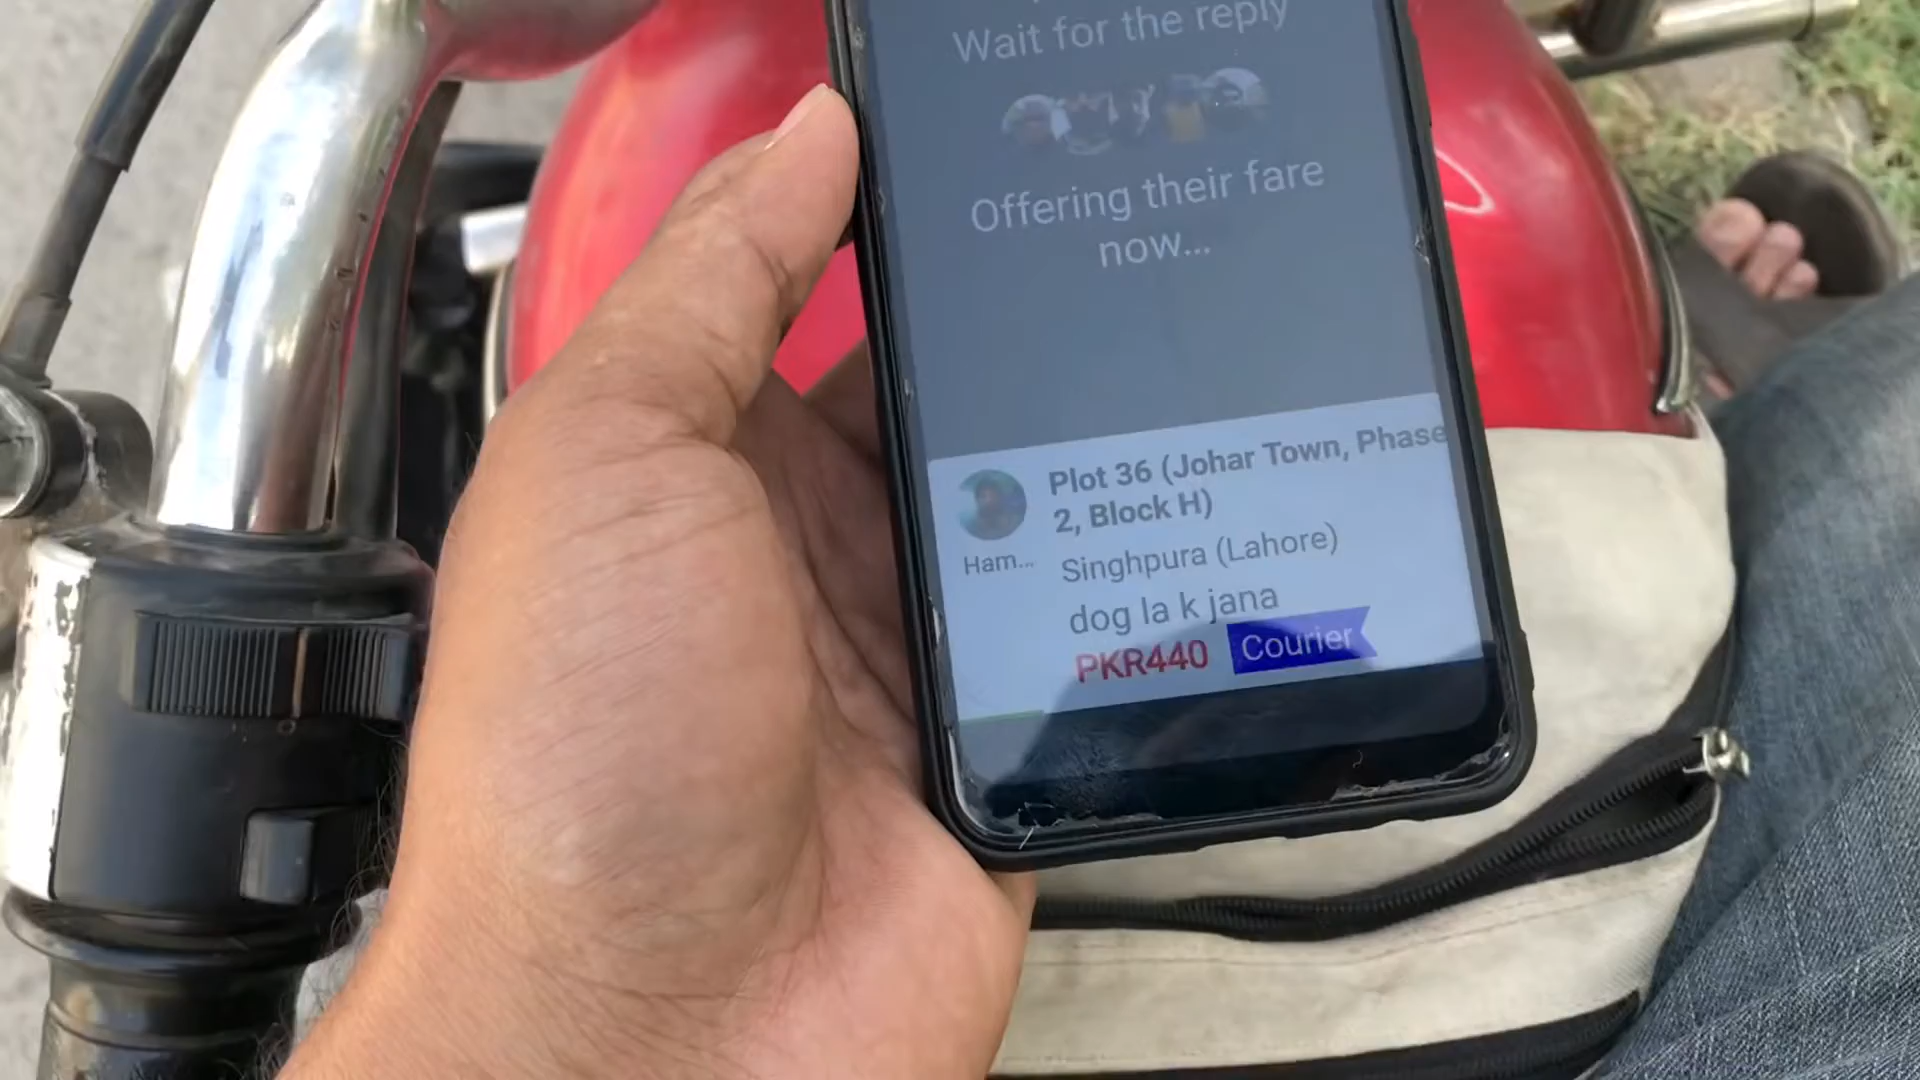 Wait for the reply
Offering their fare
now...
Plot 36 (Johar Town, Phase
2, Block H)
Ham...
Singhpura (Lahore)
dog la k jana
PKR440
Courier